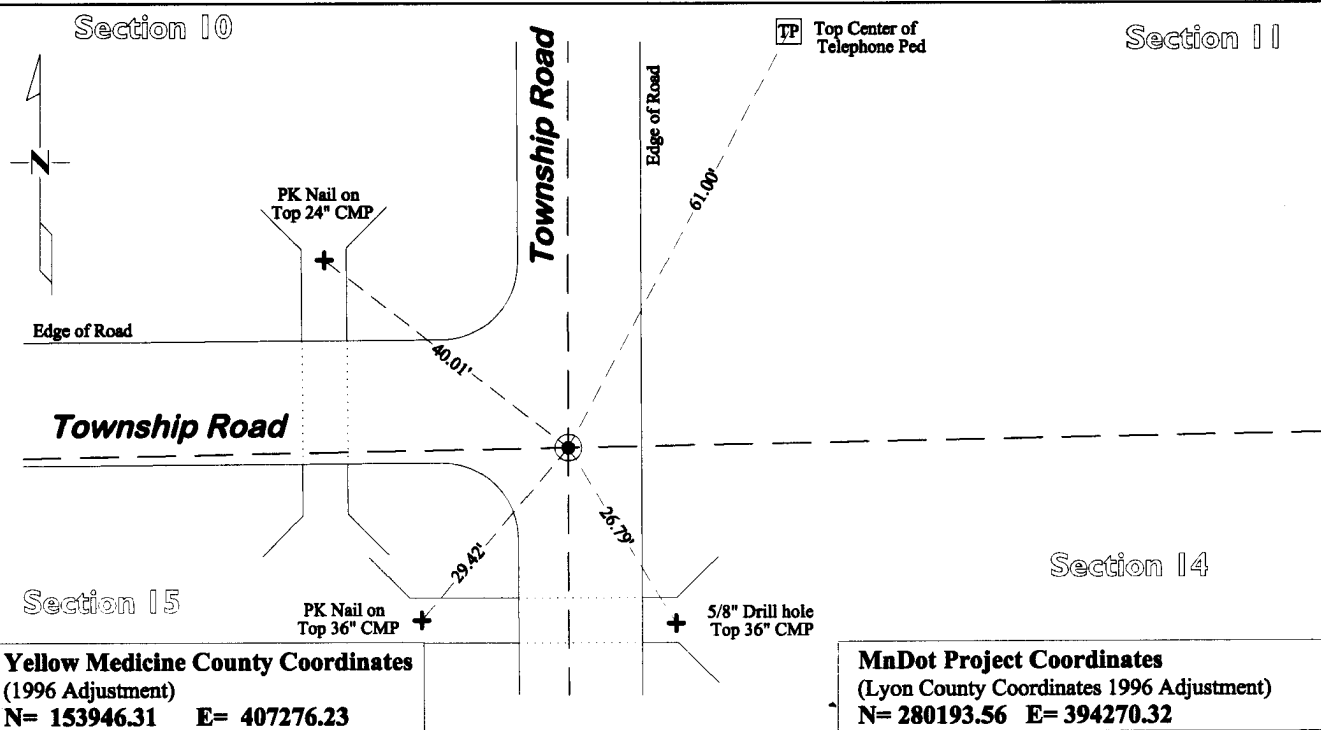 Section 10
TP
Top Center of
Telephone Ped
Section 11
Township Road
Edge of Road
N
61.00'
PK Nail on
Top 24" CMP
Edge of Road
40.01'
Township Road
29.42'
26.79'
Section 14
Section 15
PK Nail on
Top 36" CMP
5/8" Drill hole
Top 36" CMP
Yellow Medicine County Coordinates
(1996 Adjustment)
N= 153946.31 E= 407276.23
MnDot Project Coordinates
(Lyon County Coordinates 1996 Adjustment)
N= 280193.56 E= 394270.32